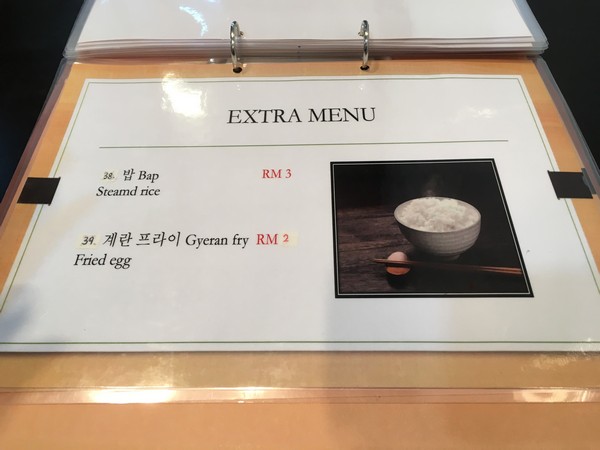 EXTRA MENU
38. 밥 Bap RM 3
Steamd rice
39. 계란 프라이 Gyeran fry RM 2
Fried egg